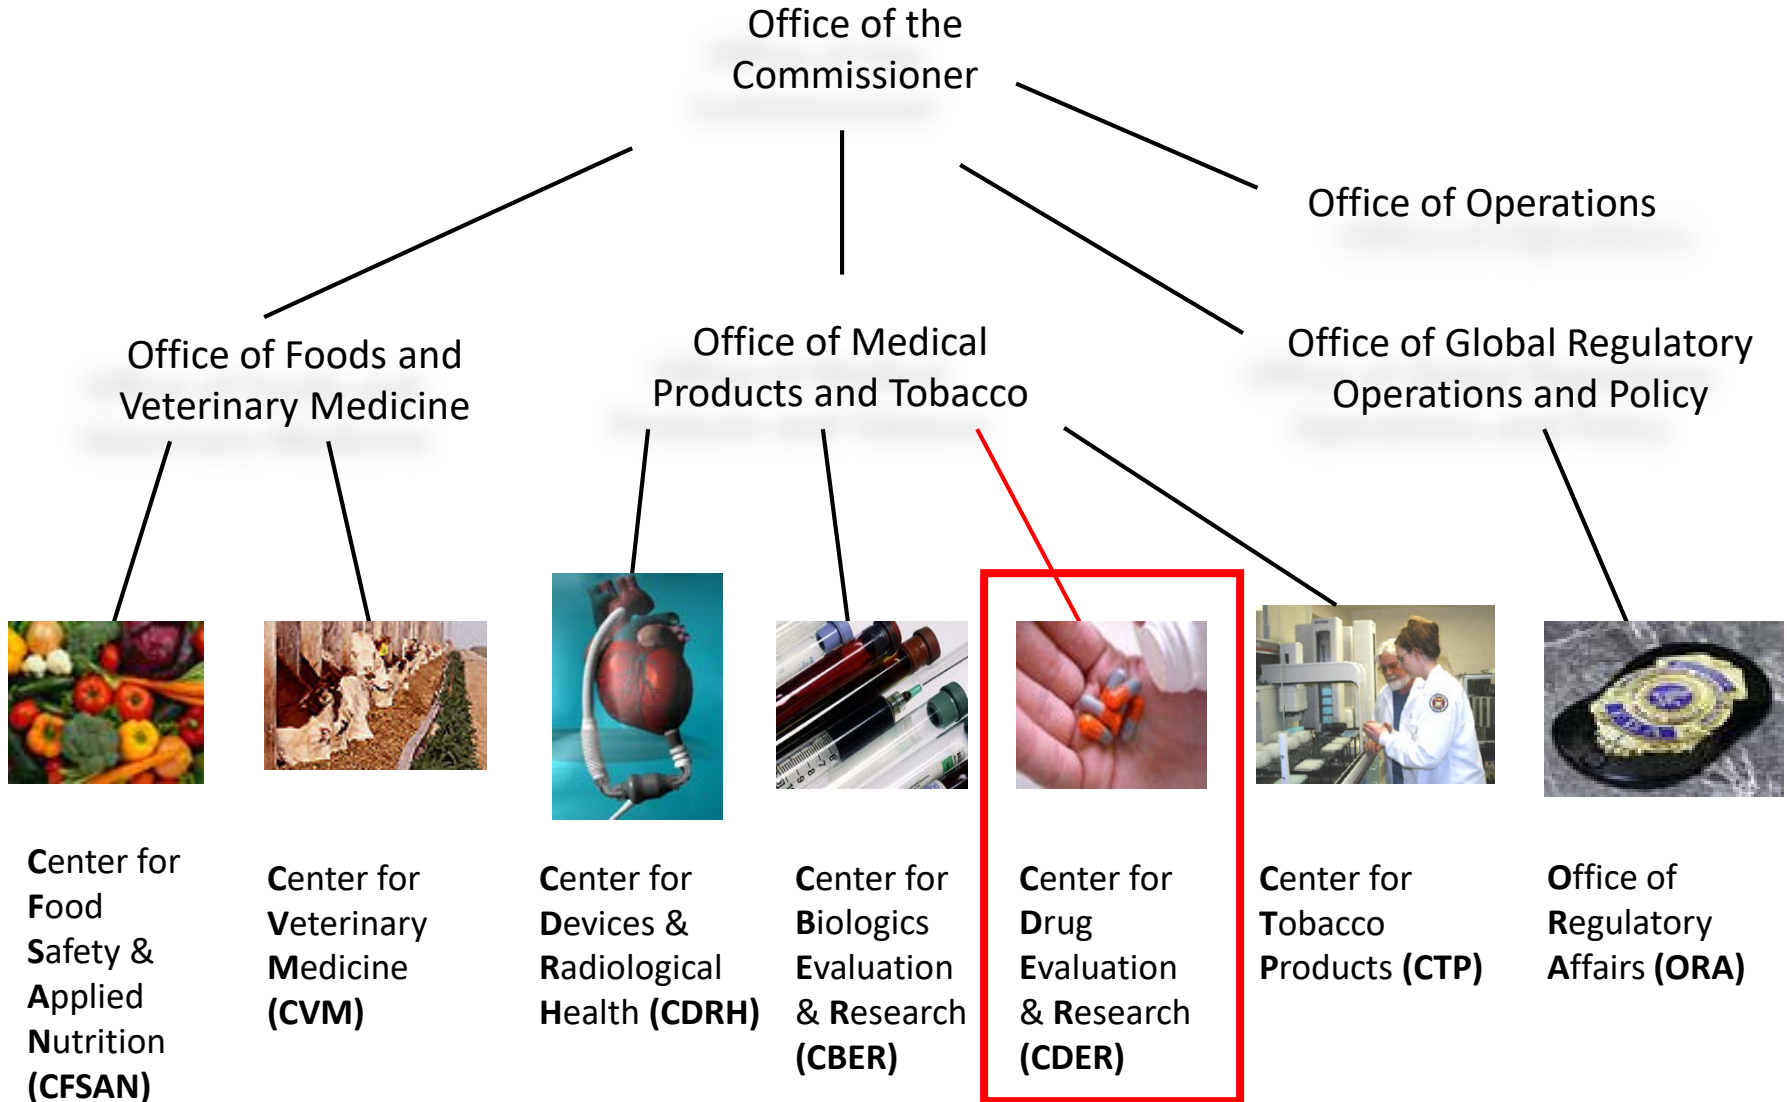 Office of the
Commissioner
Office of Operations
Office of Foods and
Veterinary Medicine
Office of Medical
Products and Tobacco
Office of Global Regulatory
Operations and Policy
Center for
Food
Safety &
Applied
Nutrition
(CFSAN)
Center for
Veterinary
Medicine
(CVM)
Center for
Devices &
Radiological
Health (CDRH)
Center for
Biologics
Evaluation
& Research
(CBER)
Center for
Drug
Evaluation
& Research
(CDER)
Center for
Tobacco
Products (CTP)
Office of
Regulatory
Affairs (ORA)